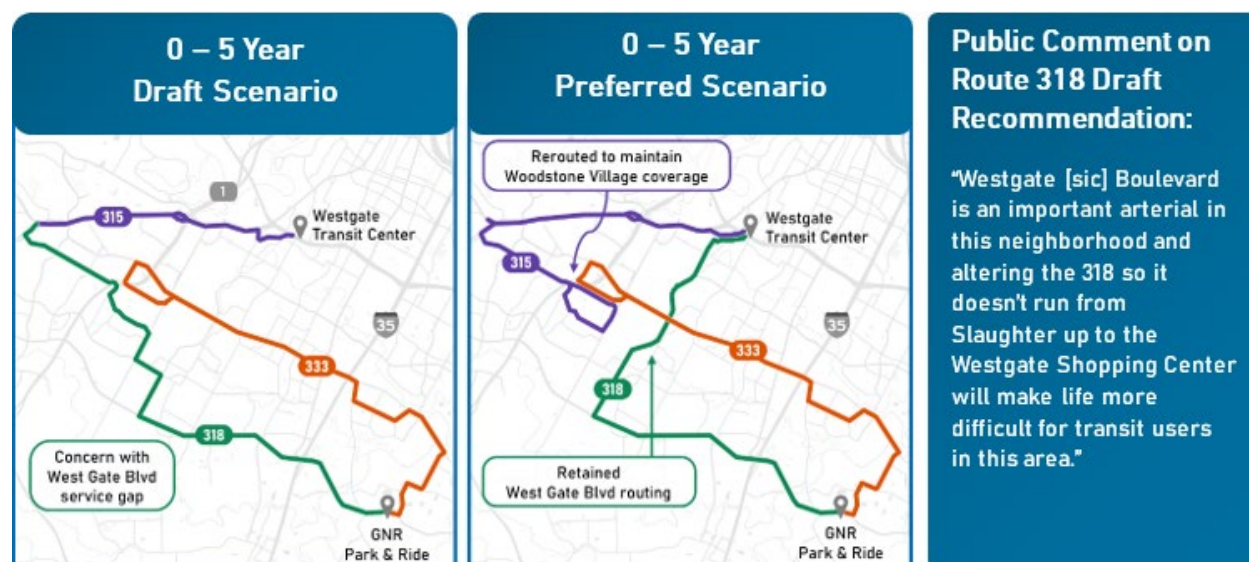 0 – 5 Year
Draft Scenario
1
315
Westgate
Transit Center
35
333
318
Concern with
West Gate Blvd
service gap
GNR
Park & Ride
0 – 5 Year
Preferred Scenario
Rerouted to maintain
Woodstone Village coverage
Westgate
Transit Center
315
35
333
318
Retained
West Gate Blvd routing
GNR
Park & Ride
Public Comment on
Route 318 Draft
Recommendation:
"Westgate [sic] Boulevard
is an important arterial in
this neighborhood and
altering the 318 so it
doesn't run from
Slaughter up to the
Westgate Shopping Center
will make life more
difficult for transit users
in this area."